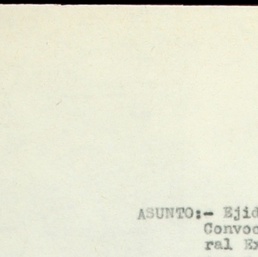 ASUNTO:- Ejid
Convoc
ral Ex